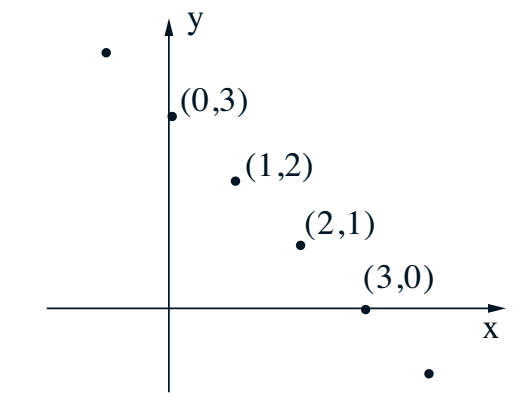 y
(0,3)
(1,2)
(2,1)
(3,0)
x